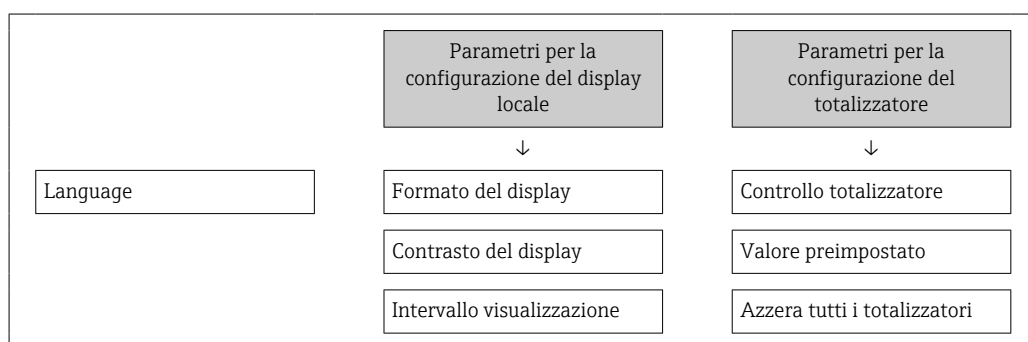 Parametri per la
configurazione del display
locale
Parametri per la
configurazione del
totalizzatore
↓
↓
Language
Formato del display
Controllo totalizzatore
Contrasto del display
Valore preimpostato
Intervallo visualizzazione
Azzera tutti i totalizzatori